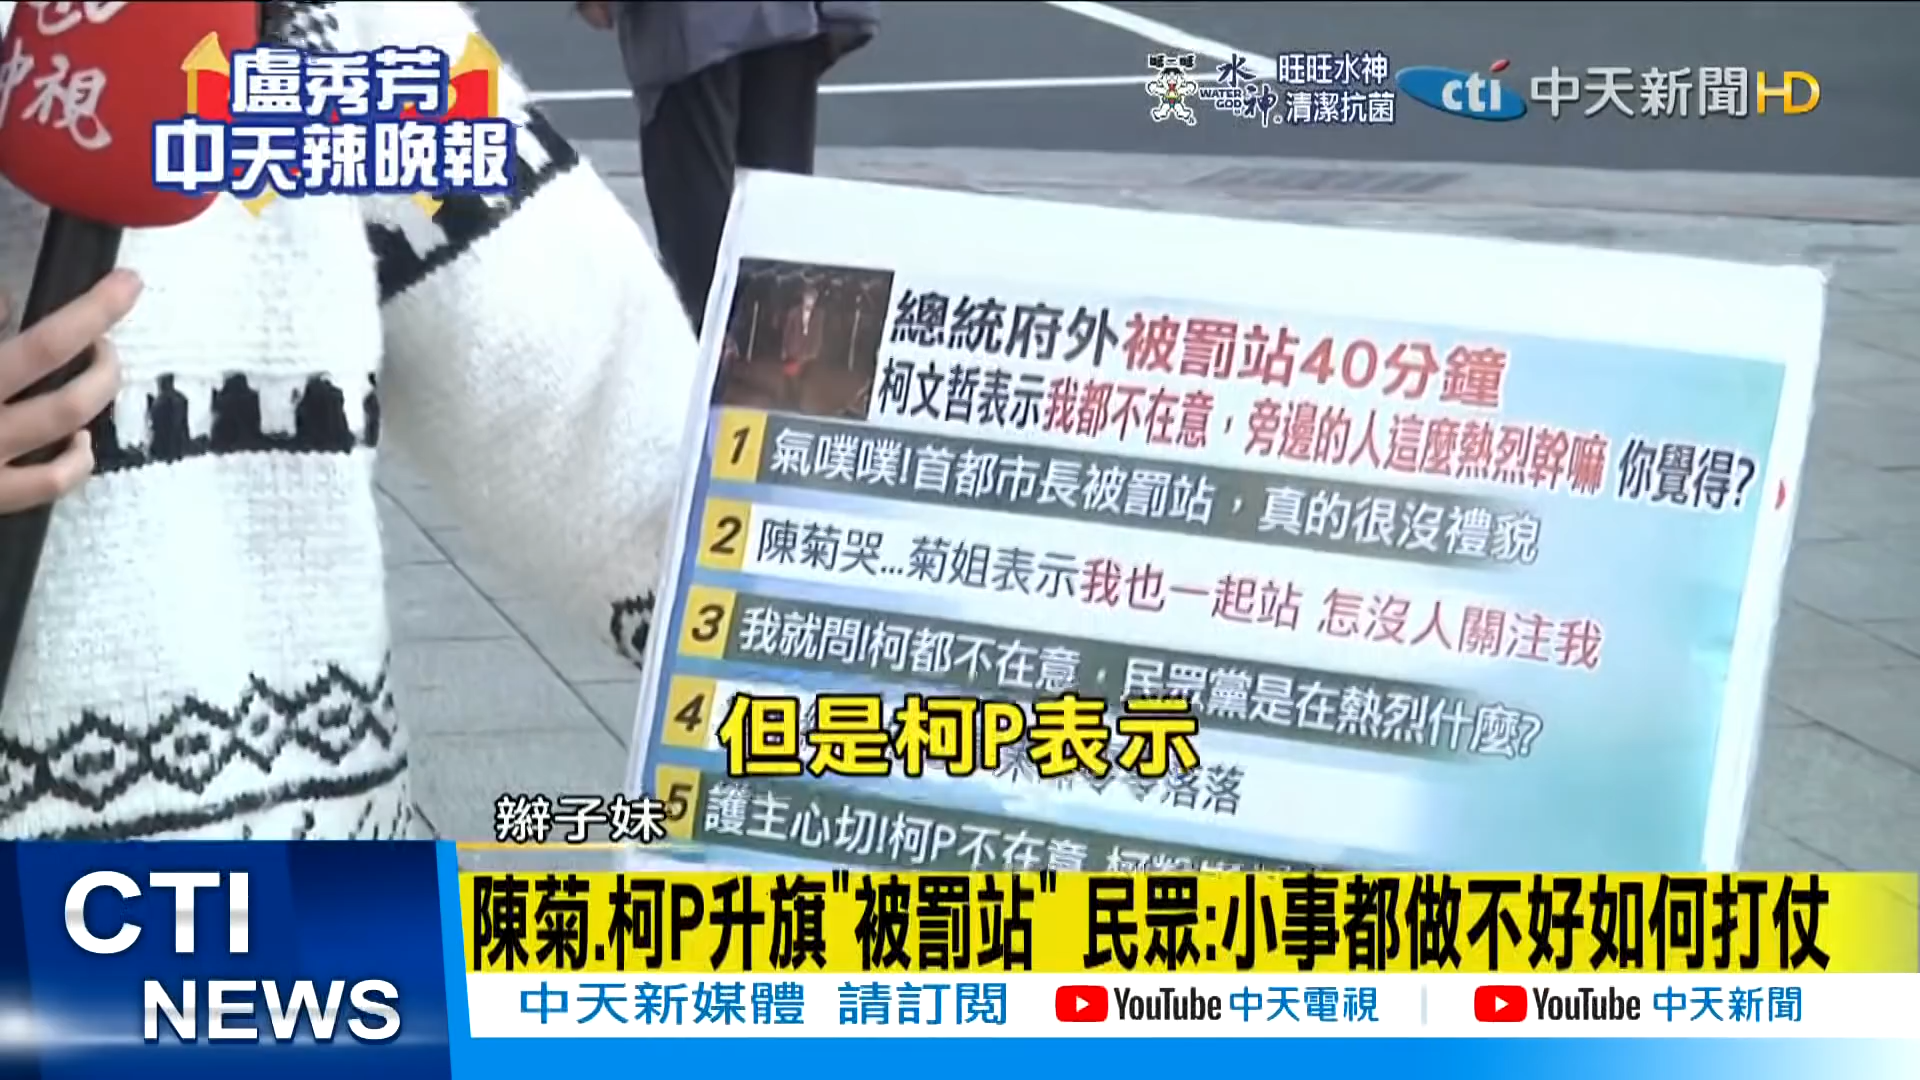 中視
盧秀芳
中天辣晚報
旺旺水神
WATER GOD 水神
清潔抗菌
cti 中天新聞HD
總統府外被罰站40分鐘
柯文哲表示我都不在意，旁邊的人這麼熱烈幹嘛 你覺得?
1 氣噗噗!首都市長被罰站，真的很沒禮貌
2 陳菊哭...菊姐表示我也一起站 怎沒人關注我
3 我就問!柯都不在意，民眾黨是在熱烈什麼?
4 落落
但是柯P表示
5 護主心切!柯P不在意
辮子妹
CTI NEWS
陳菊.柯P升旗"被罰站" 民眾:小事都做不好如何打仗
中天新媒體 請訂閱 YouTube 中天電視 YouTube 中天新聞